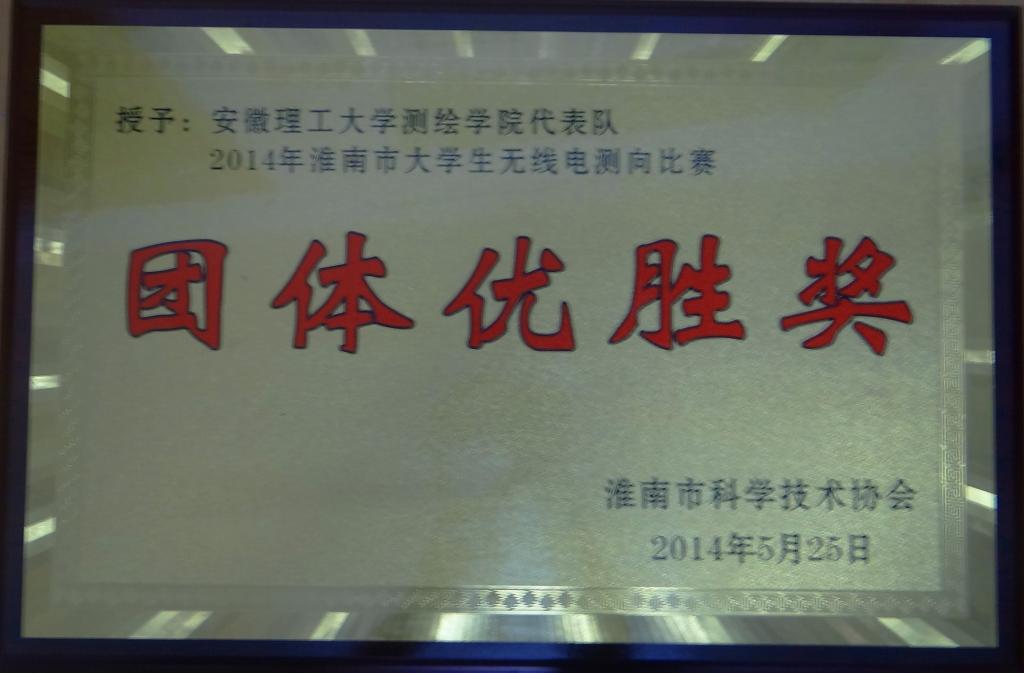 授予：安徽理工大学测绘学院代表队
2014年淮南市大学生无线电测向比赛
团体优胜奖
淮南市科学技术协会
2014年5月25日